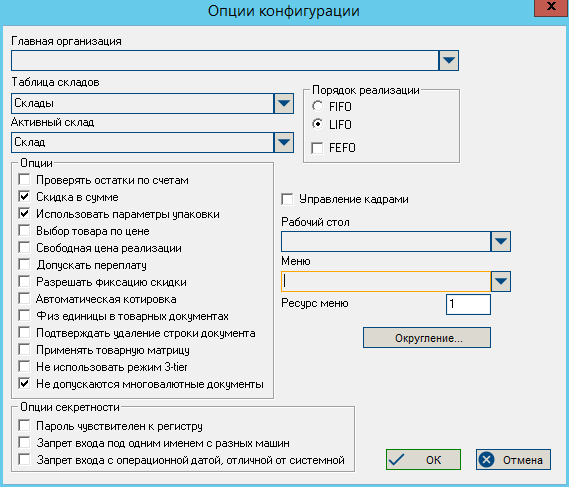 Опции конфигурации
x
Главная организация
Таблица складов
Склады
Активный склад
Склад
Порядок реализации
FIFO
LIFO
FEFO
Опции
Проверять остатки по счетам
Скидка в сумме
Использовать параметры упаковки
Выбор товара по цене
Свободная цена реализации
Допускать переплату
Разрешать фиксацию скидки
Автоматическая котировка
Физ единицы в товарных документах
Подтверждать удаление строки документа
Применять товарную матрицу
Не использовать режим 3-tier
Не допускаются многовалютные документы
Управление кадрами
Рабочий стол
Меню
Ресурс меню
1
Округление...
Опции секретности
Пароль чувствителен к регистру
Запрет входа под одним именем с разных машин
Запрет входа с операционной датой, отличной от системной
ОК
Отмена